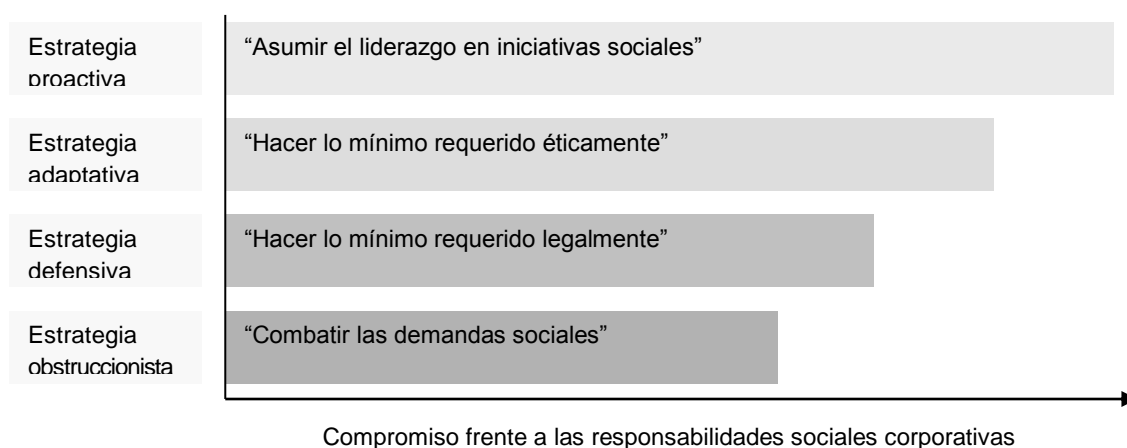 Estrategia
proactiva
“Asumir el liderazgo en iniciativas sociales”
Estrategia
adaptativa
“Hacer lo mínimo requerido éticamente”
Estrategia
defensiva
“Hacer lo mínimo requerido legalmente”
Estrategia
obstruccionista
“Combatir las demandas sociales”
Compromiso frente a las responsabilidades sociales corporativas